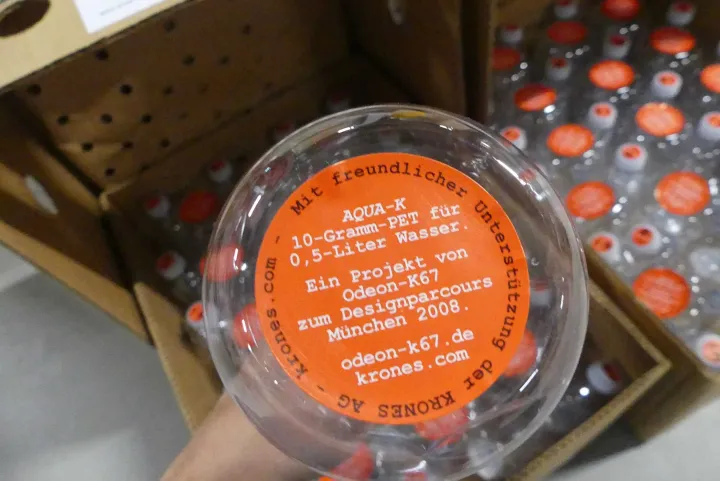 Mit freundlicher Unterstützung der KRONES AG - krones.com -
AQUA-K
10-Gramm-PET für
0,5-Liter Wasser.
Ein Projekt von
Odeon-K67
zum Designparcours
München 2008.
odeon-k67.de
krones.com